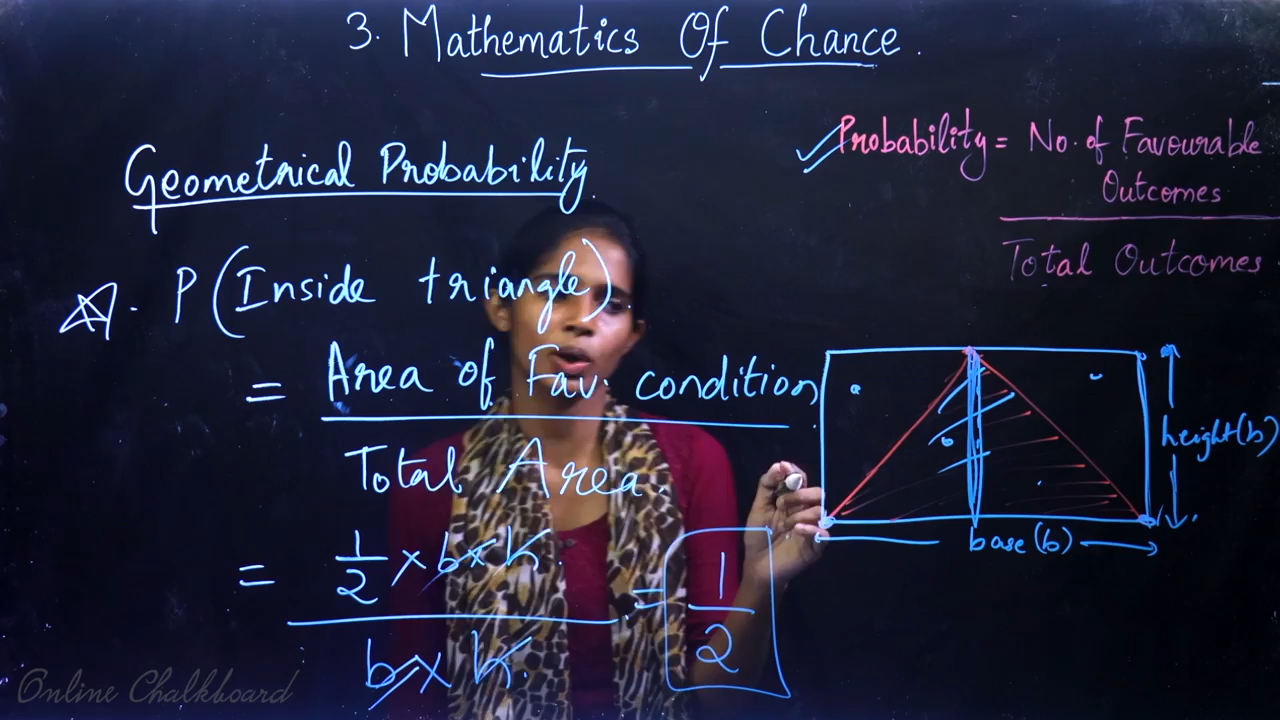 3. Mathematics Of Chance.
Geometrical Probability.
Probability = No. of Favourable
Outcomes
Total Outcomes
P (Inside triangle).
= Area of Fav. condition
Total Area.
= 1/2 × b × h.
b × h.
= 1/2
height(h)
base(b)
Online Chalkboard